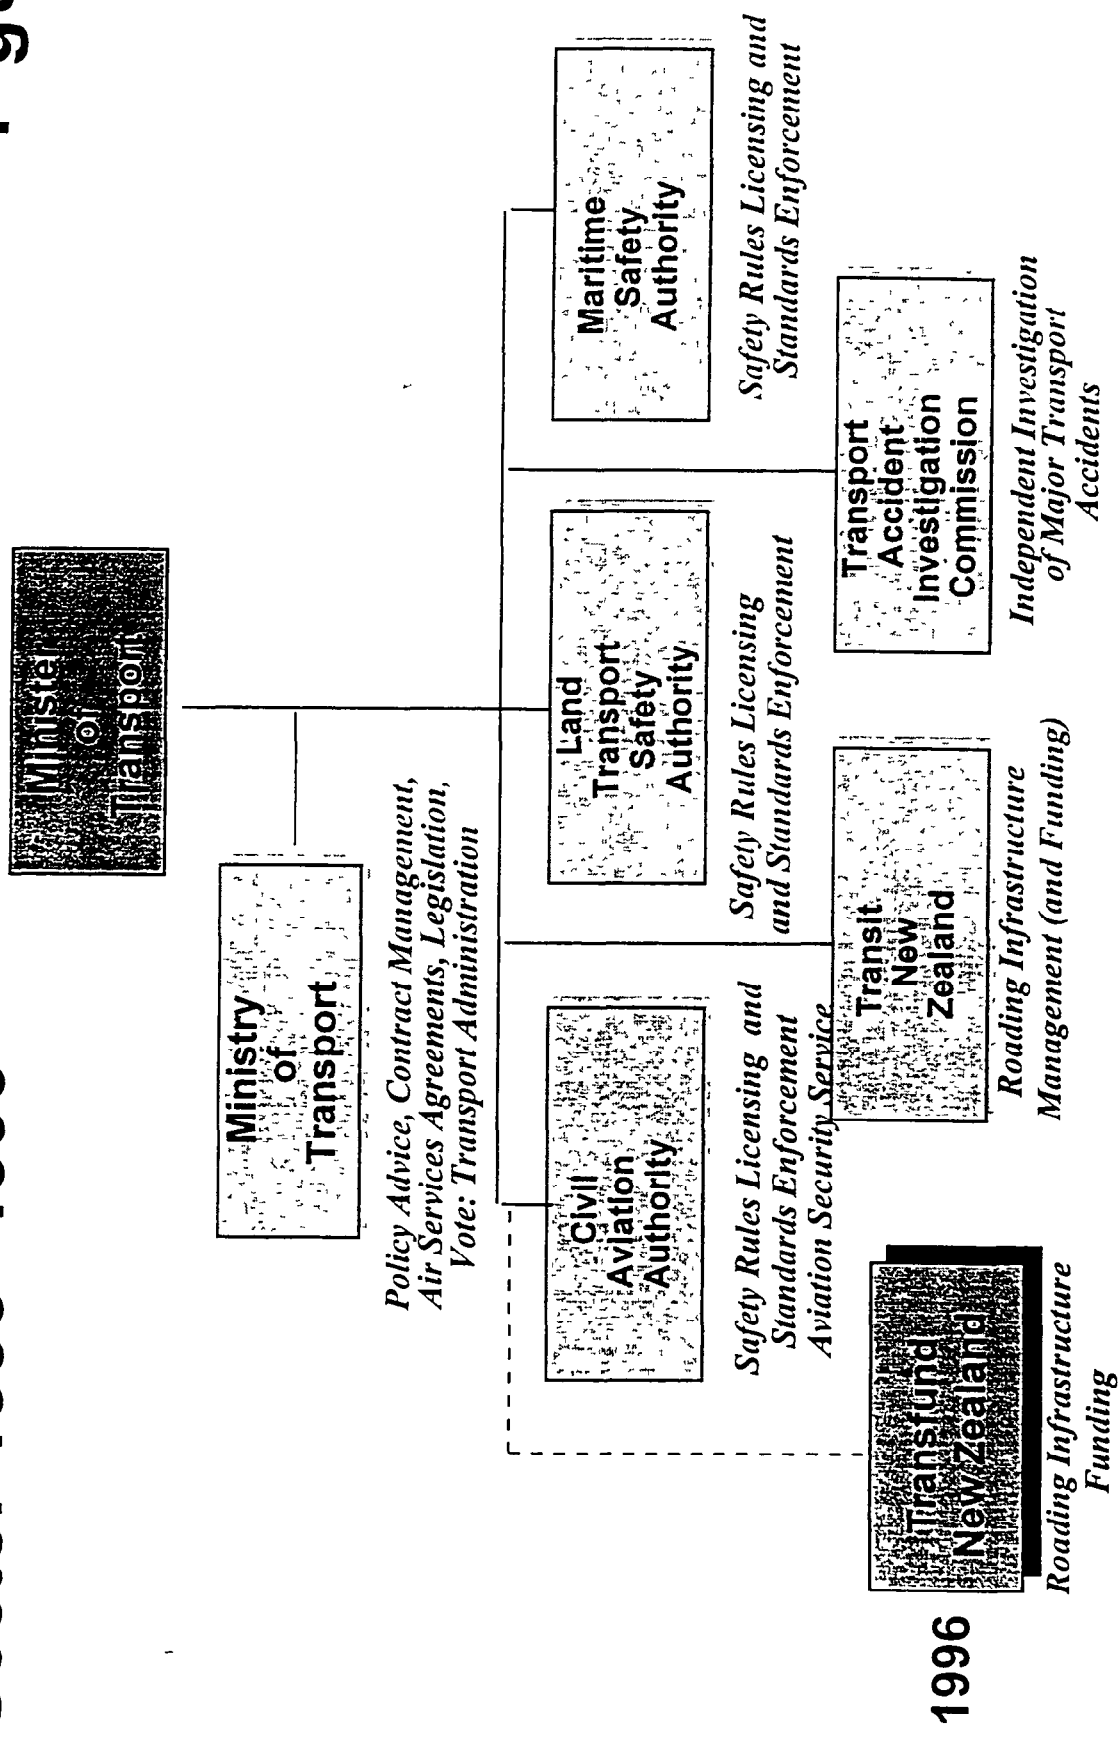 Minister
of
Transport
Ministry
of
Transport
Policy Advice, Contract Management,
Air Services Agreements, Legislation,
Vote: Transport Administration
Civil
Aviation
Authority
Safety Rules Licensing and
Standards Enforcement
Aviation Security Service
Land
Transport
Safety
Authority
Safety Rules Licensing
and Standards Enforcement
Maritime
Safety
Authority
Safety Rules Licensing and
Standards Enforcement
1996
Transfund
New Zealand
Roading Infrastructure
Funding
Transit
New
Zealand
Roading Infrastructure
Management (and Funding)
Transport
Accident
Investigation
Commission
Independent Investigation
of Major Transport
Accidents